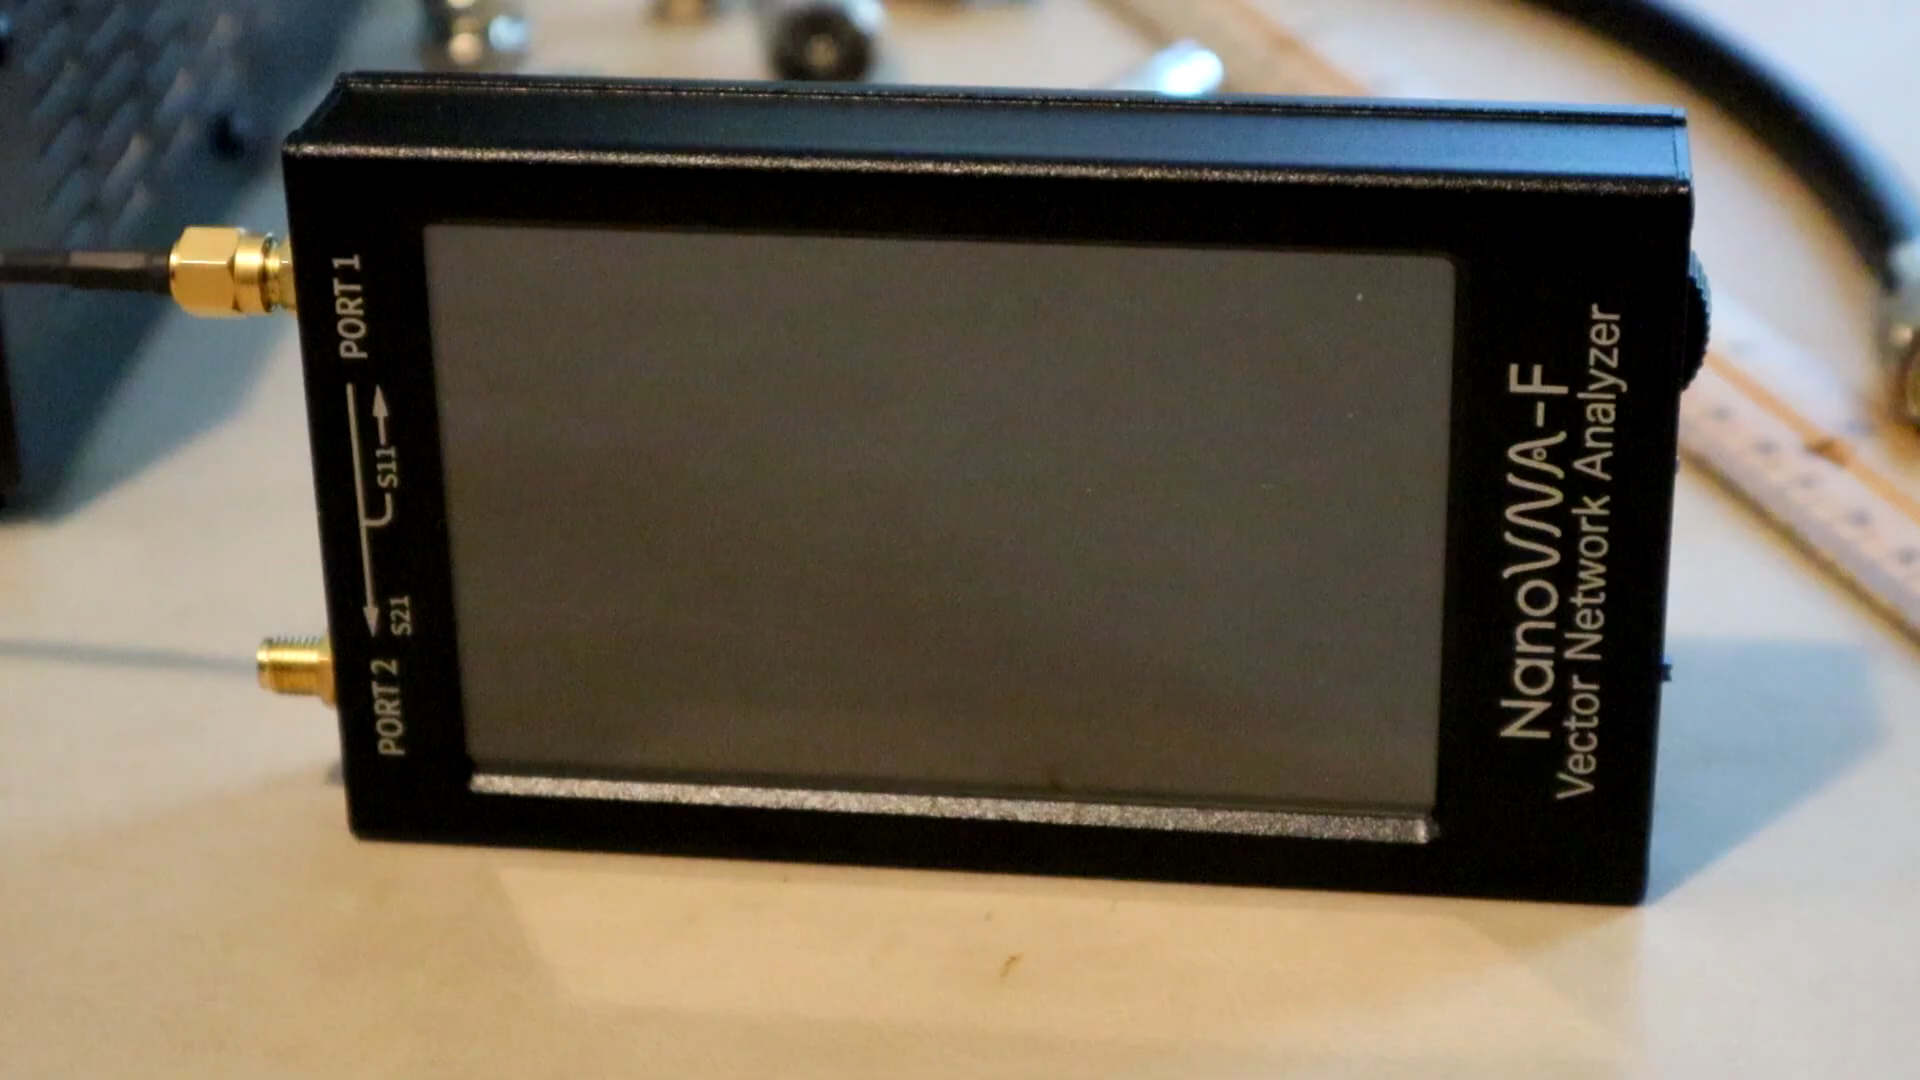 PORT 1
S11
S21
PORT 2
NanoVNA-F
Vector Network Analyzer